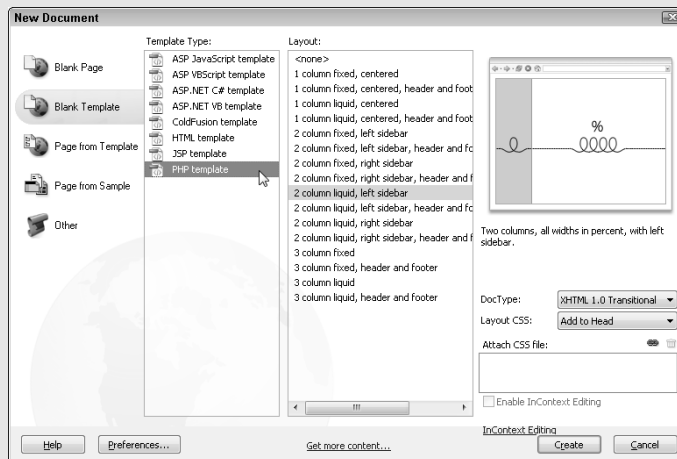 New Document
Blank Page
Blank Template
Page from Template
Page from Sample
Other
Template Type:
ASP JavaScript template
ASP VBScript template
ASP.NET C# template
ASP.NET VB template
ColdFusion template
HTML template
JSP template
PHP template
Layout:
<none>
1 column fixed, centered
1 column fixed, centered, header and foot
1 column liquid, centered
1 column liquid, centered, header and foot
2 column fixed, left sidebar
2 column fixed, left sidebar, header and fo
2 column fixed, right sidebar
2 column fixed, right sidebar, header and f
2 column liquid, left sidebar
2 column liquid, left sidebar, header and fc
2 column liquid, right sidebar
2 column liquid, right sidebar, header and f
3 column fixed
3 column fixed, header and footer
3 column liquid
3 column liquid, header and footer
%
Two columns, all widths in percent, with left
sidebar.
DocType: XHTML 1.0 Transitional
Layout CSS: Add to Head
Attach CSS file:
Enable InContext Editing
InContext Editing
Help
Preferences...
Get more content...
Create
Cancel